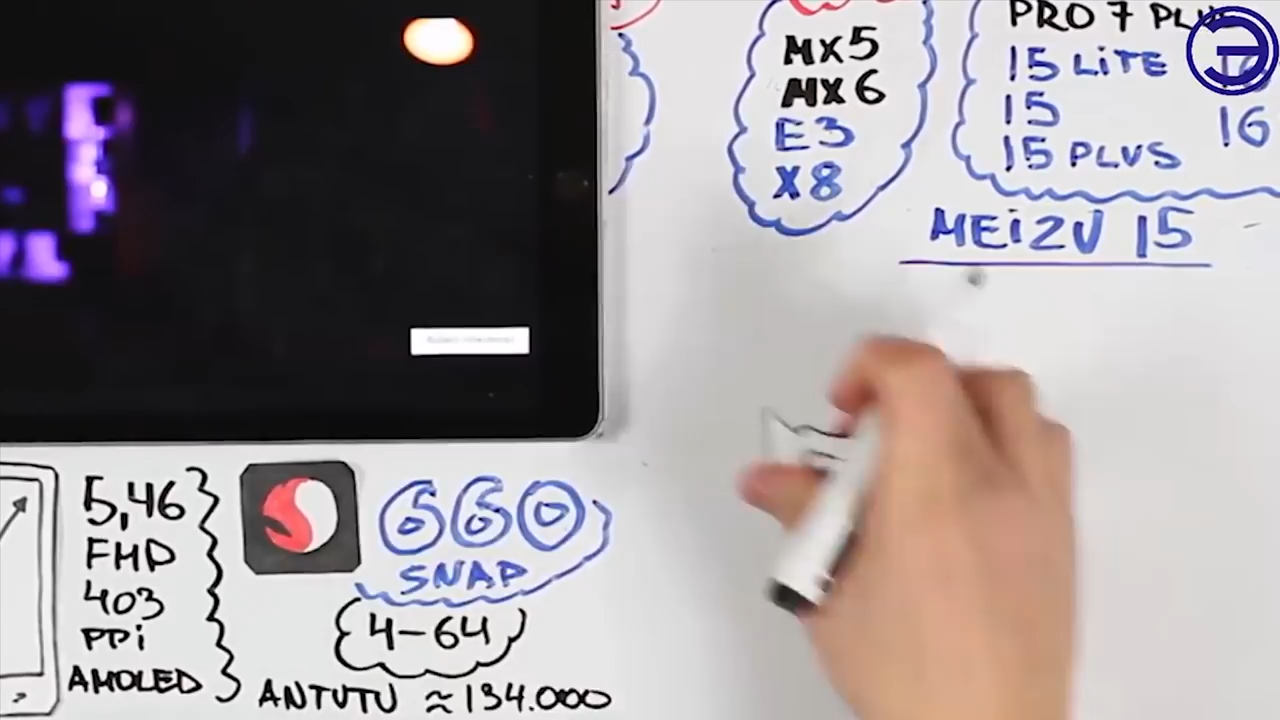 MX5
MX6
E3
X8
PRO 7 PLUS
15 LiTE
15
16
15 PLUS
MEiZU 15
5,46
FHD
403
PPi
AMOLED
660
SNAP
4-64
ANTUTU ≈134.000